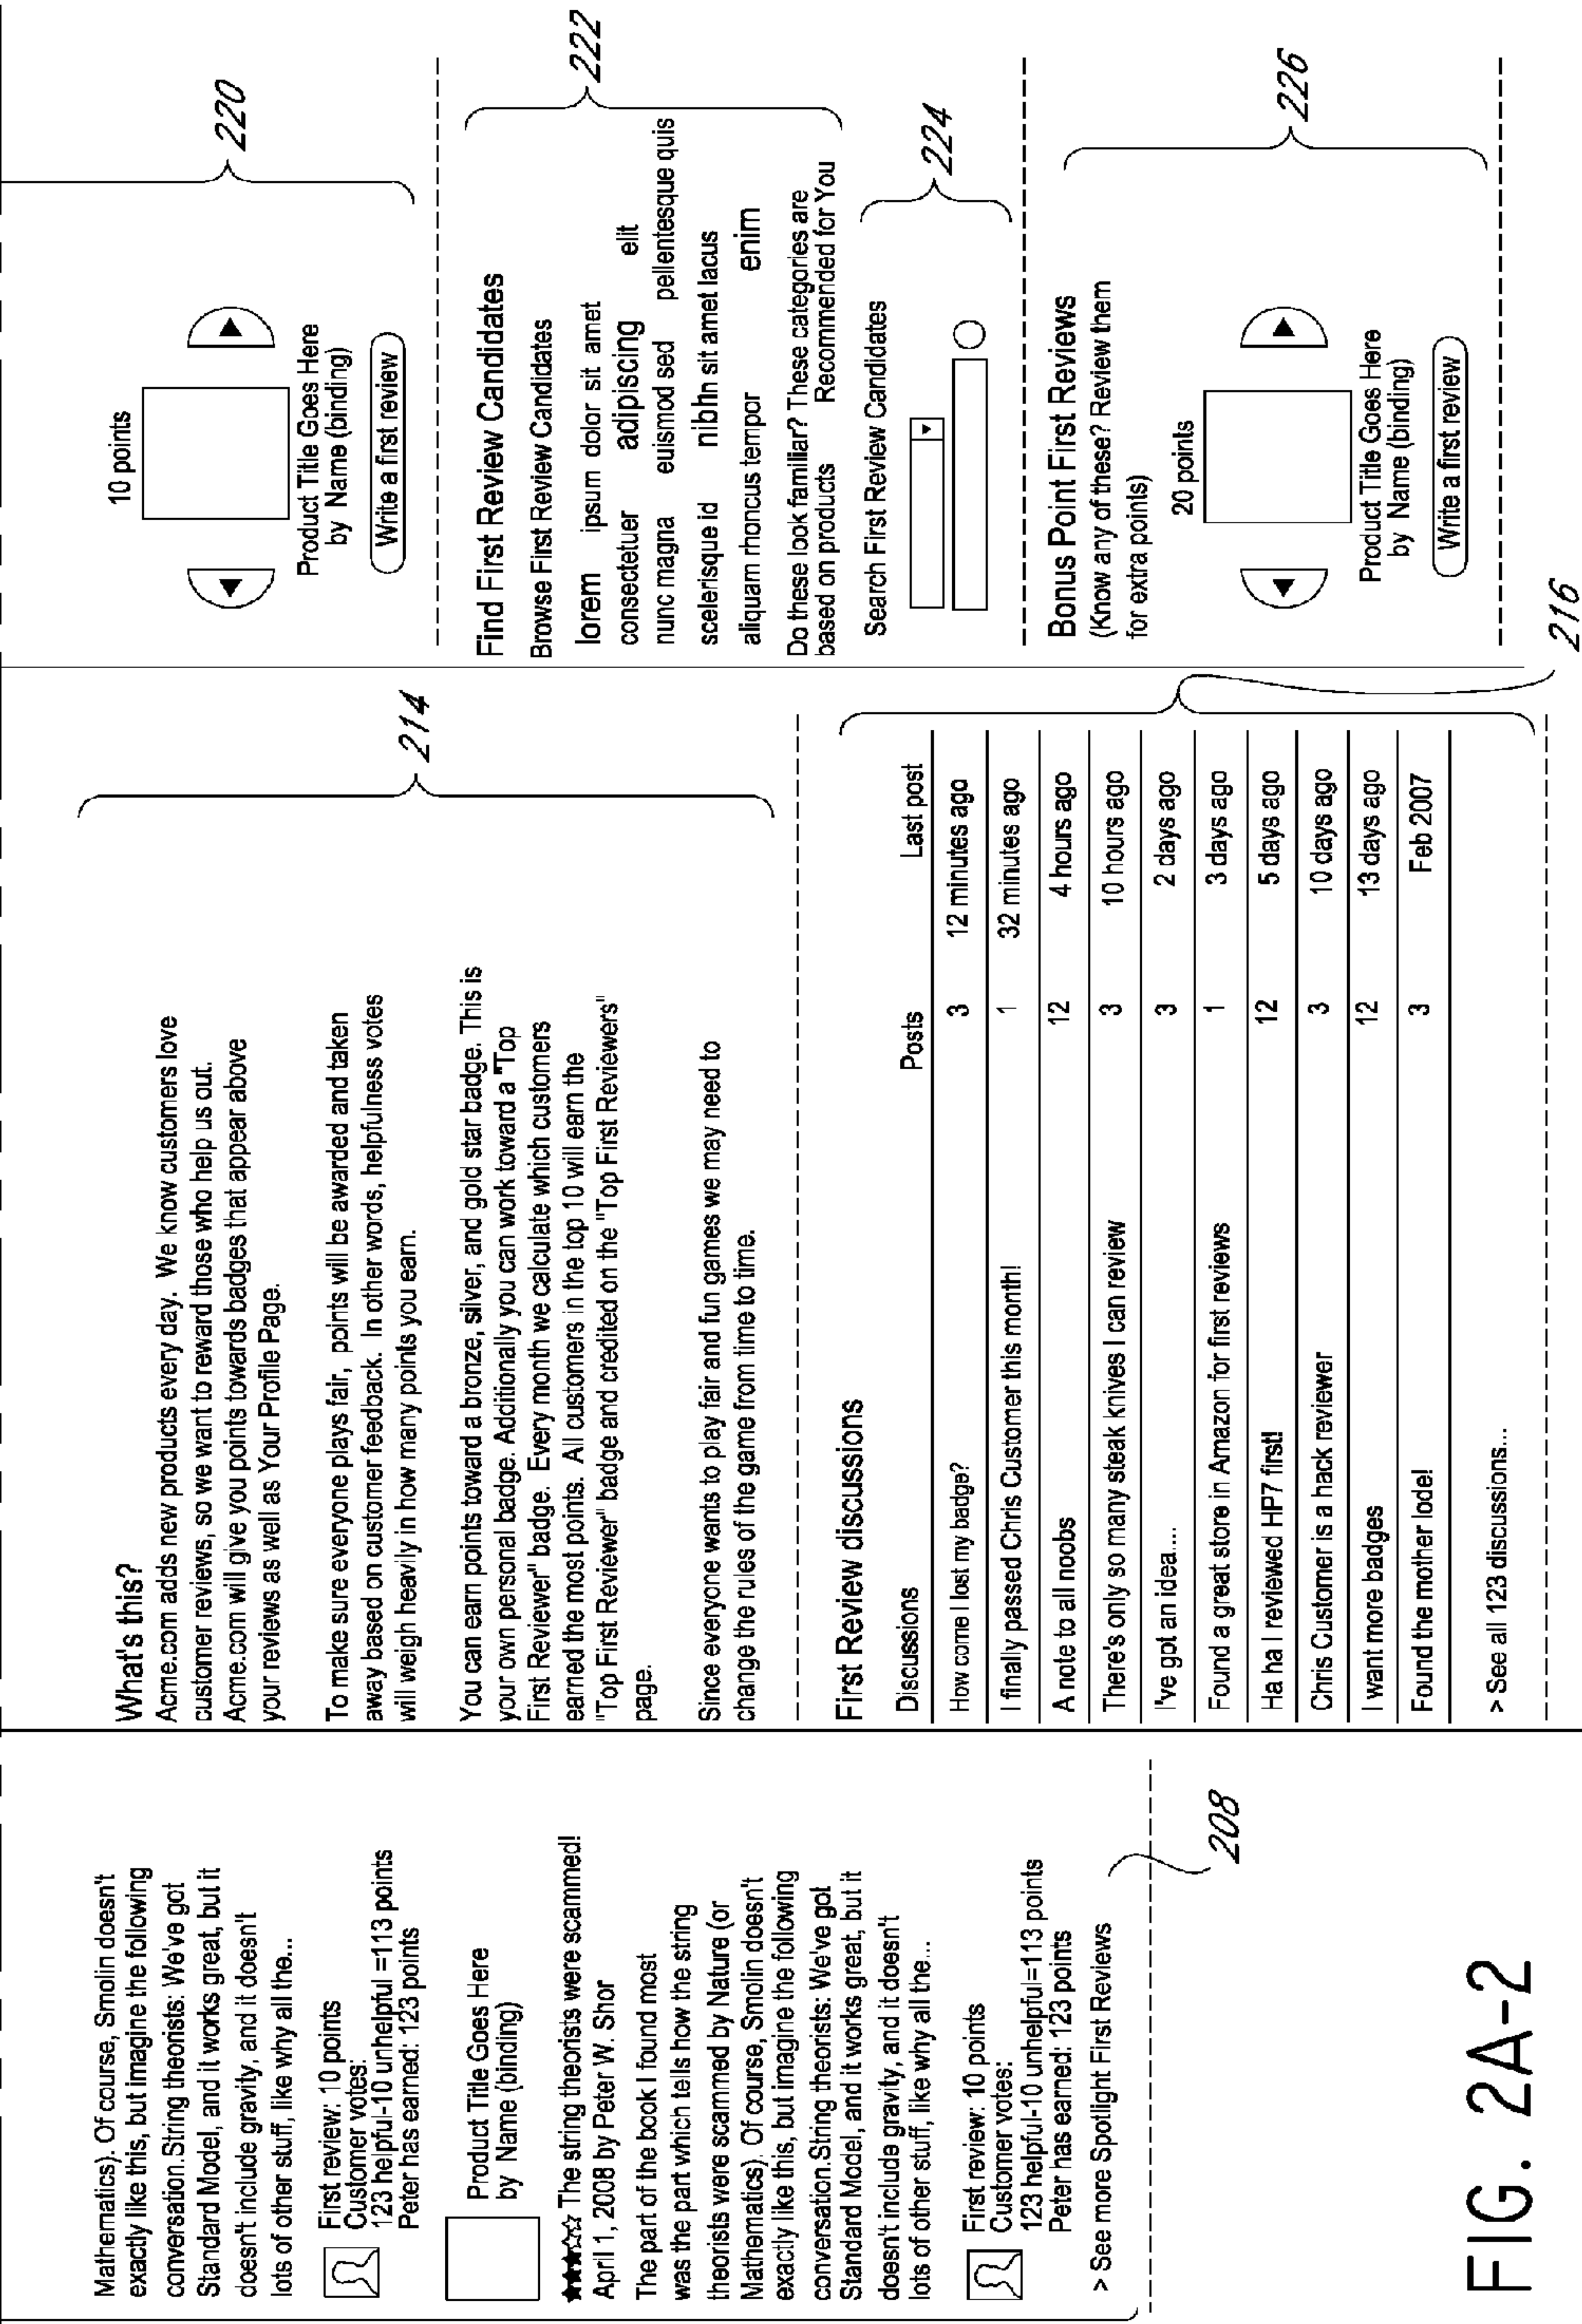 Mathematics). Of course, Smolin doesn't
exactly like this, but imagine the following
conversation.String theorists: We've got
Standard Model, and it works great, but it
doesn't include gravity, and it doesn't
lots of other stuff, like why all the...
First review: 10 points
Customer votes:
123 helpful-10 unhelpful =113 points
Peter has earned: 123 points
Product Title Goes Here
by Name (binding)
★★★☆☆ The string theorists were scammed!
April 1, 2008 by Peter W. Shor
The part of the book I found most
was the part which tells how the string
theorists were scammed by Nature (or
Mathematics). Of course, Smolin doesn't
exactly like this, but imagine the following
conversation.String theorists: We've got
Standard Model, and it works great, but it
doesn't include gravity, and it doesn't
lots of other stuff, like why all the...
First review: 10 points
Customer votes:
123 helpful-10 unhelpful=113 points
Peter has earned: 123 points
> See more Spotlight First Reviews
208
What's this?
Acme.com adds new products every day. We know customers love
customer reviews, so we want to reward those who help us out.
Acme.com will give you points towards badges that appear above
your reviews as well as Your Profile Page.
To make sure everyone plays fair, points will be awarded and taken
away based on customer feedback. In other words, helpfulness votes
will weigh heavily in how many points you earn.
You can earn points toward a bronze, silver, and gold star badge. This is
your own personal badge. Additionally you can work toward a "Top
First Reviewer" badge. Every month we calculate which customers
earned the most points. All customers in the top 10 will earn the
"Top First Reviewer" badge and credited on the "Top First Reviewers"
page.
Since everyone wants to play fair and fun games we may need to
change the rules of the game from time to time.
214
First Review discussions
Discussions Posts Last post
How come I lost my badge? 3 12 minutes ago
I finally passed Chris Customer this month! 1 32 minutes ago
A note to all noobs 12 4 hours ago
There's only so many steak knives I can review 3 10 hours ago
I've got an idea.... 3 2 days ago
Found a great store in Amazon for first reviews 1 3 days ago
Ha ha I reviewed HP7 first! 12 5 days ago
Chris Customer is a hack reviewer 3 10 days ago
I want more badges 12 13 days ago
Found the mother lode! 3 Feb 2007
> See all 123 discussions...
216
10 points
Product Title Goes Here
by Name (binding)
Write a first review
220
Find First Review Candidates
Browse First Review Candidates
lorem ipsum dolor sit amet
consectetuer adipiscing elit
nunc magna euismod sed pellentesque quis
scelerisque id nibhn sit amet lacus
aliquam rhoncus tempor enim
Do these look familiar? These categories are
based on products Recommended for You
222
Search First Review Candidates
224
Bonus Point First Reviews
(Know any of these? Review them
for extra points)
20 points
Product Title Goes Here
by Name (binding)
Write a first review
226
FIG. 2A-2